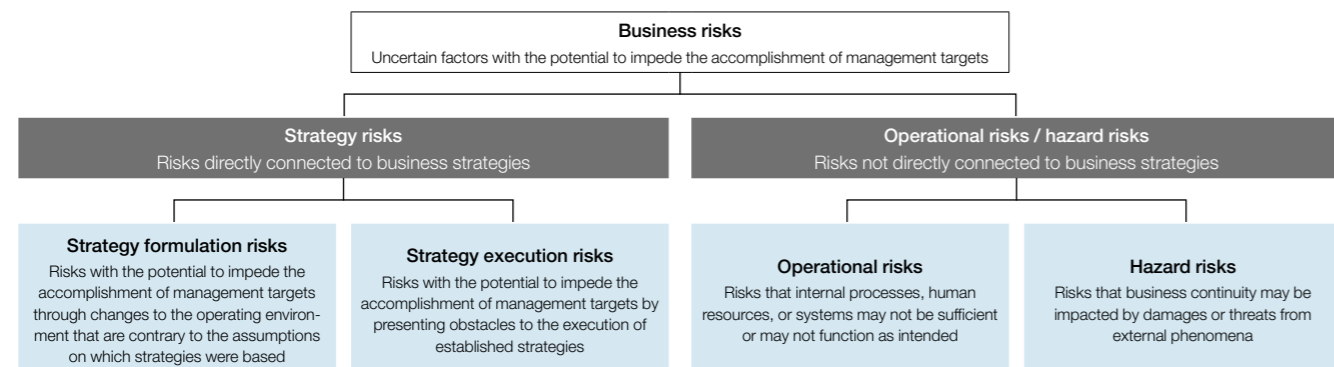 Business risks
Uncertain factors with the potential to impede the accomplishment of management targets
Strategy risks
Risks directly connected to business strategies
Operational risks / hazard risks
Risks not directly connected to business strategies
Strategy formulation risks
Risks with the potential to impede the
accomplishment of management targets
through changes to the operating environ-
ment that are contrary to the assumptions
on which strategies were based
Strategy execution risks
Risks with the potential to impede the
accomplishment of management targets by
presenting obstacles to the execution of
established strategies
Operational risks
Risks that internal processes, human
resources, or systems may not be sufficient
or may not function as intended
Hazard risks
Risks that business continuity may be
impacted by damages or threats from
external phenomena